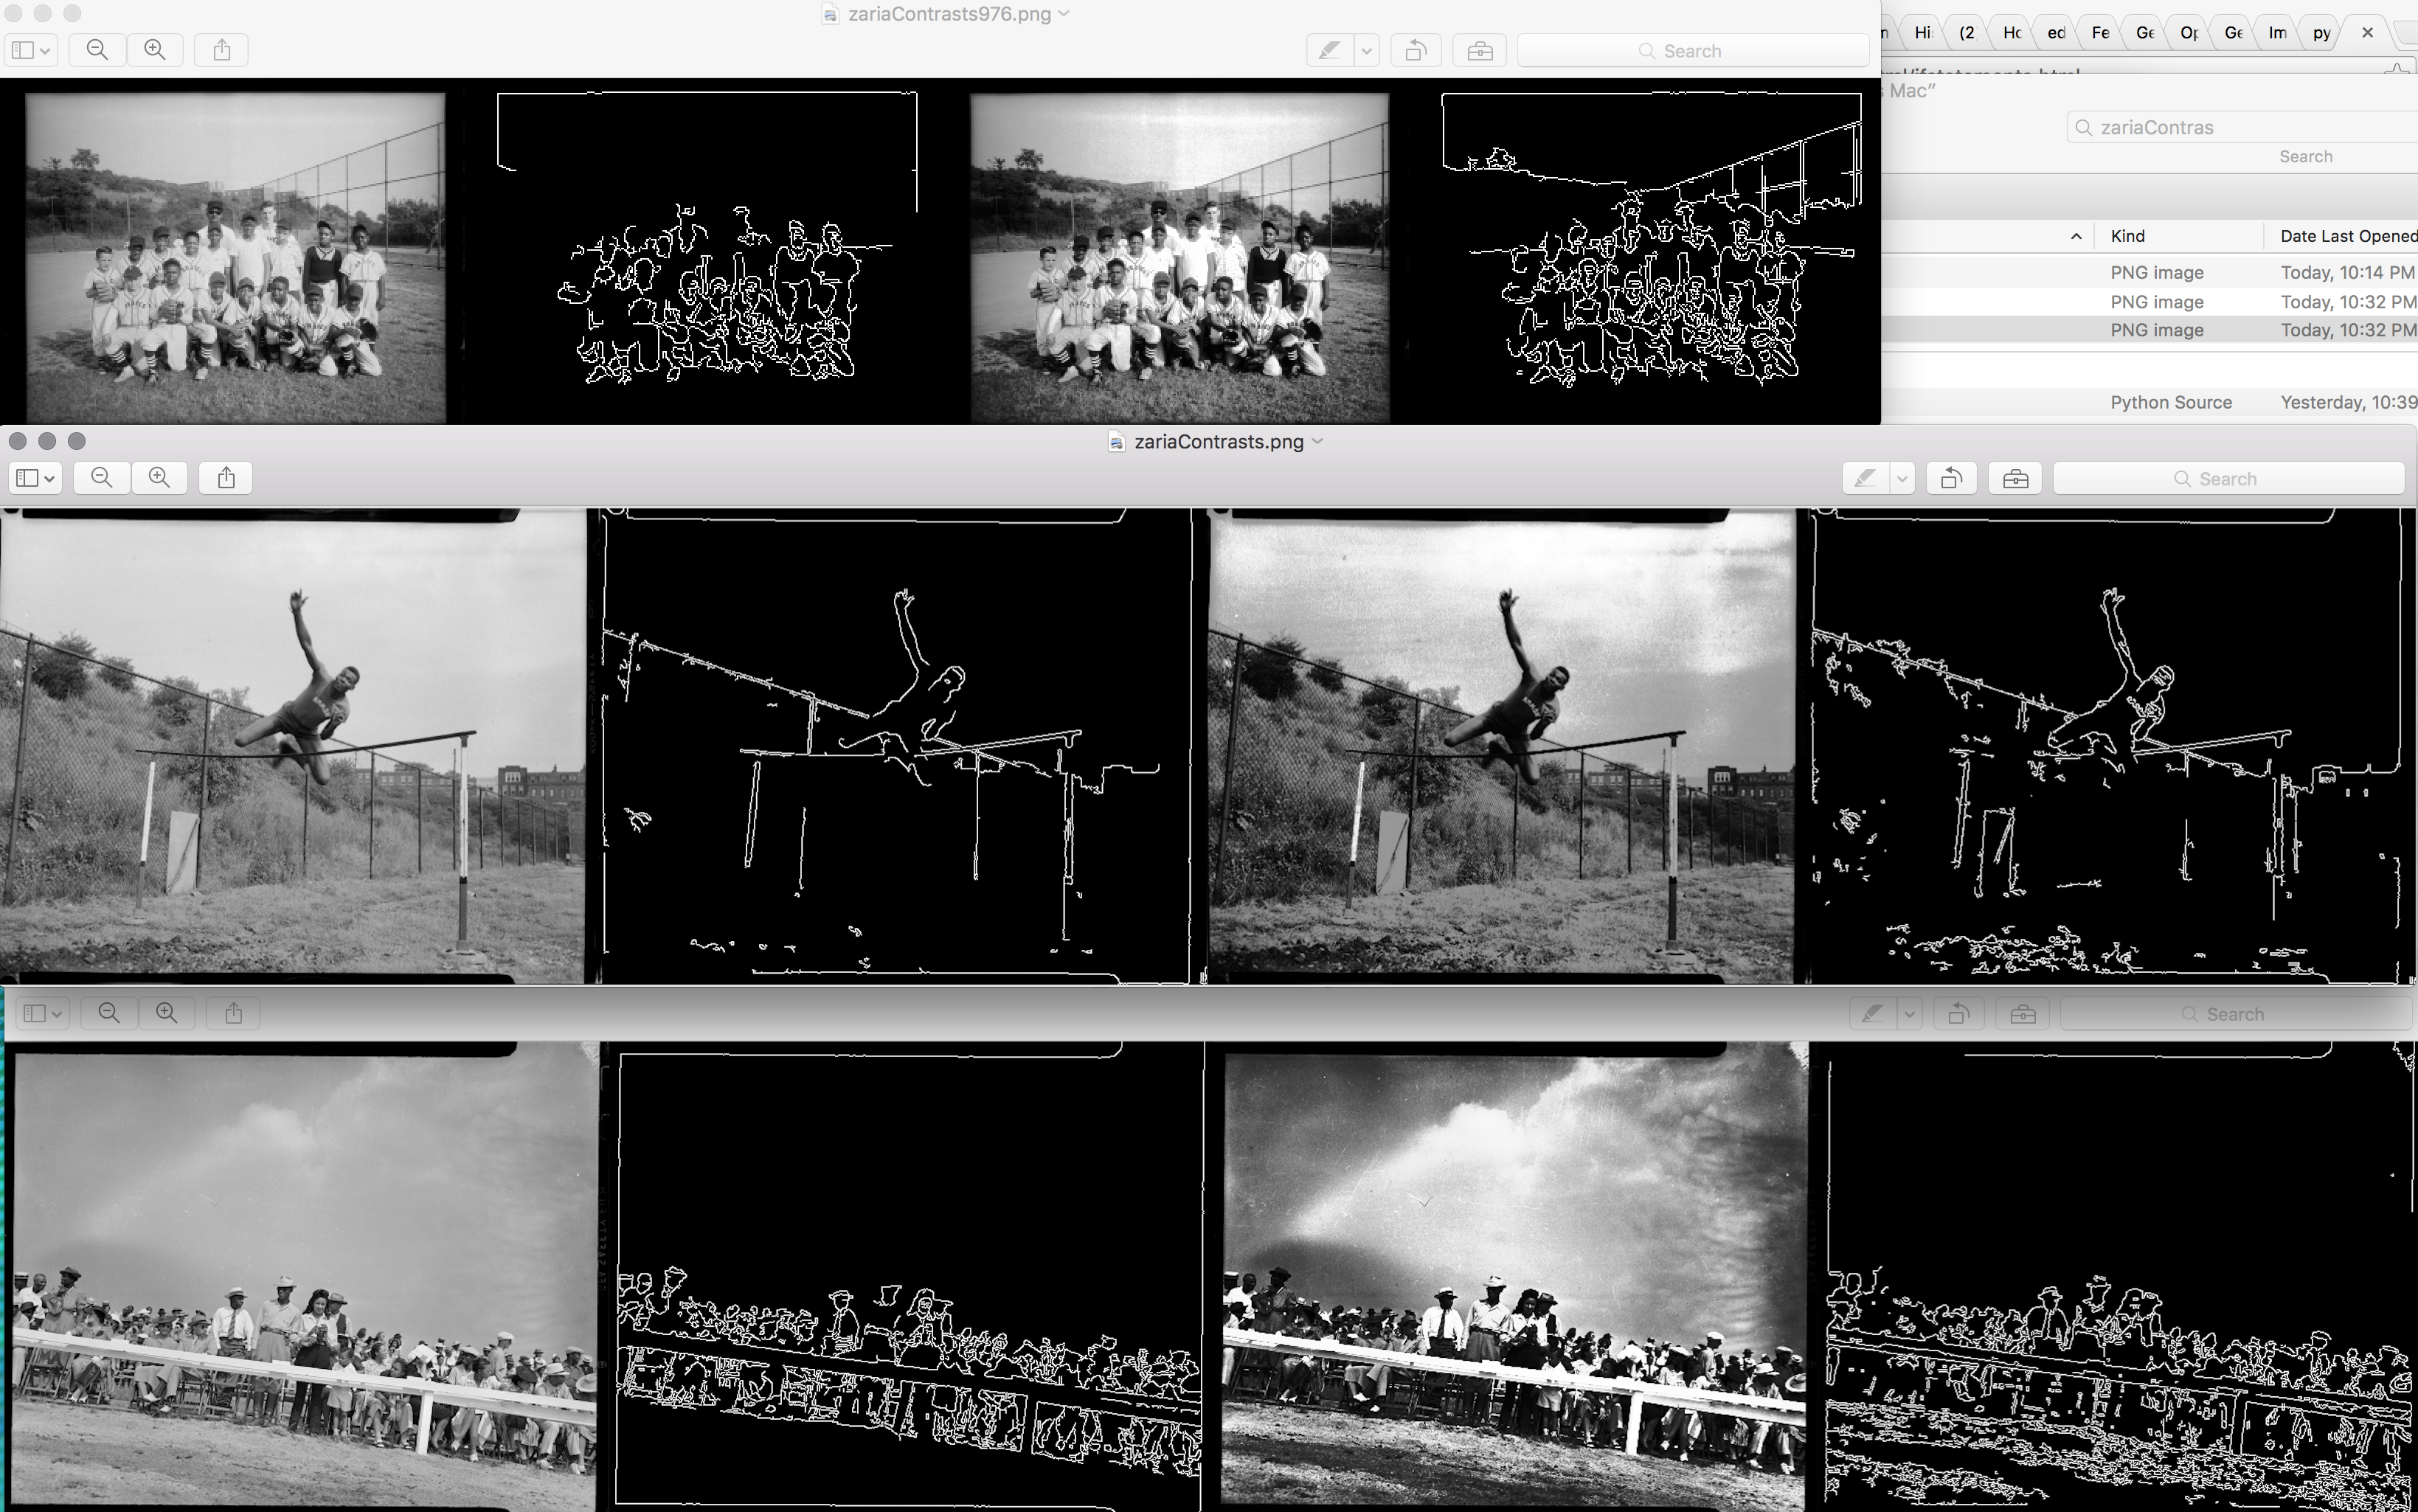 zariaContrasts976.png
Search
Hi
(2
Ho
ed
Fe
Ge
Op
Ge
Im
py
s Mac”
zariaContras
Search
Kind
Date Last Opened
PNG image
Today, 10:14 PM
PNG image
Today, 10:32 PM
PNG image
Today, 10:32 PM
Python Source
Yesterday, 10:39
zariaContrasts.png
Search
Search